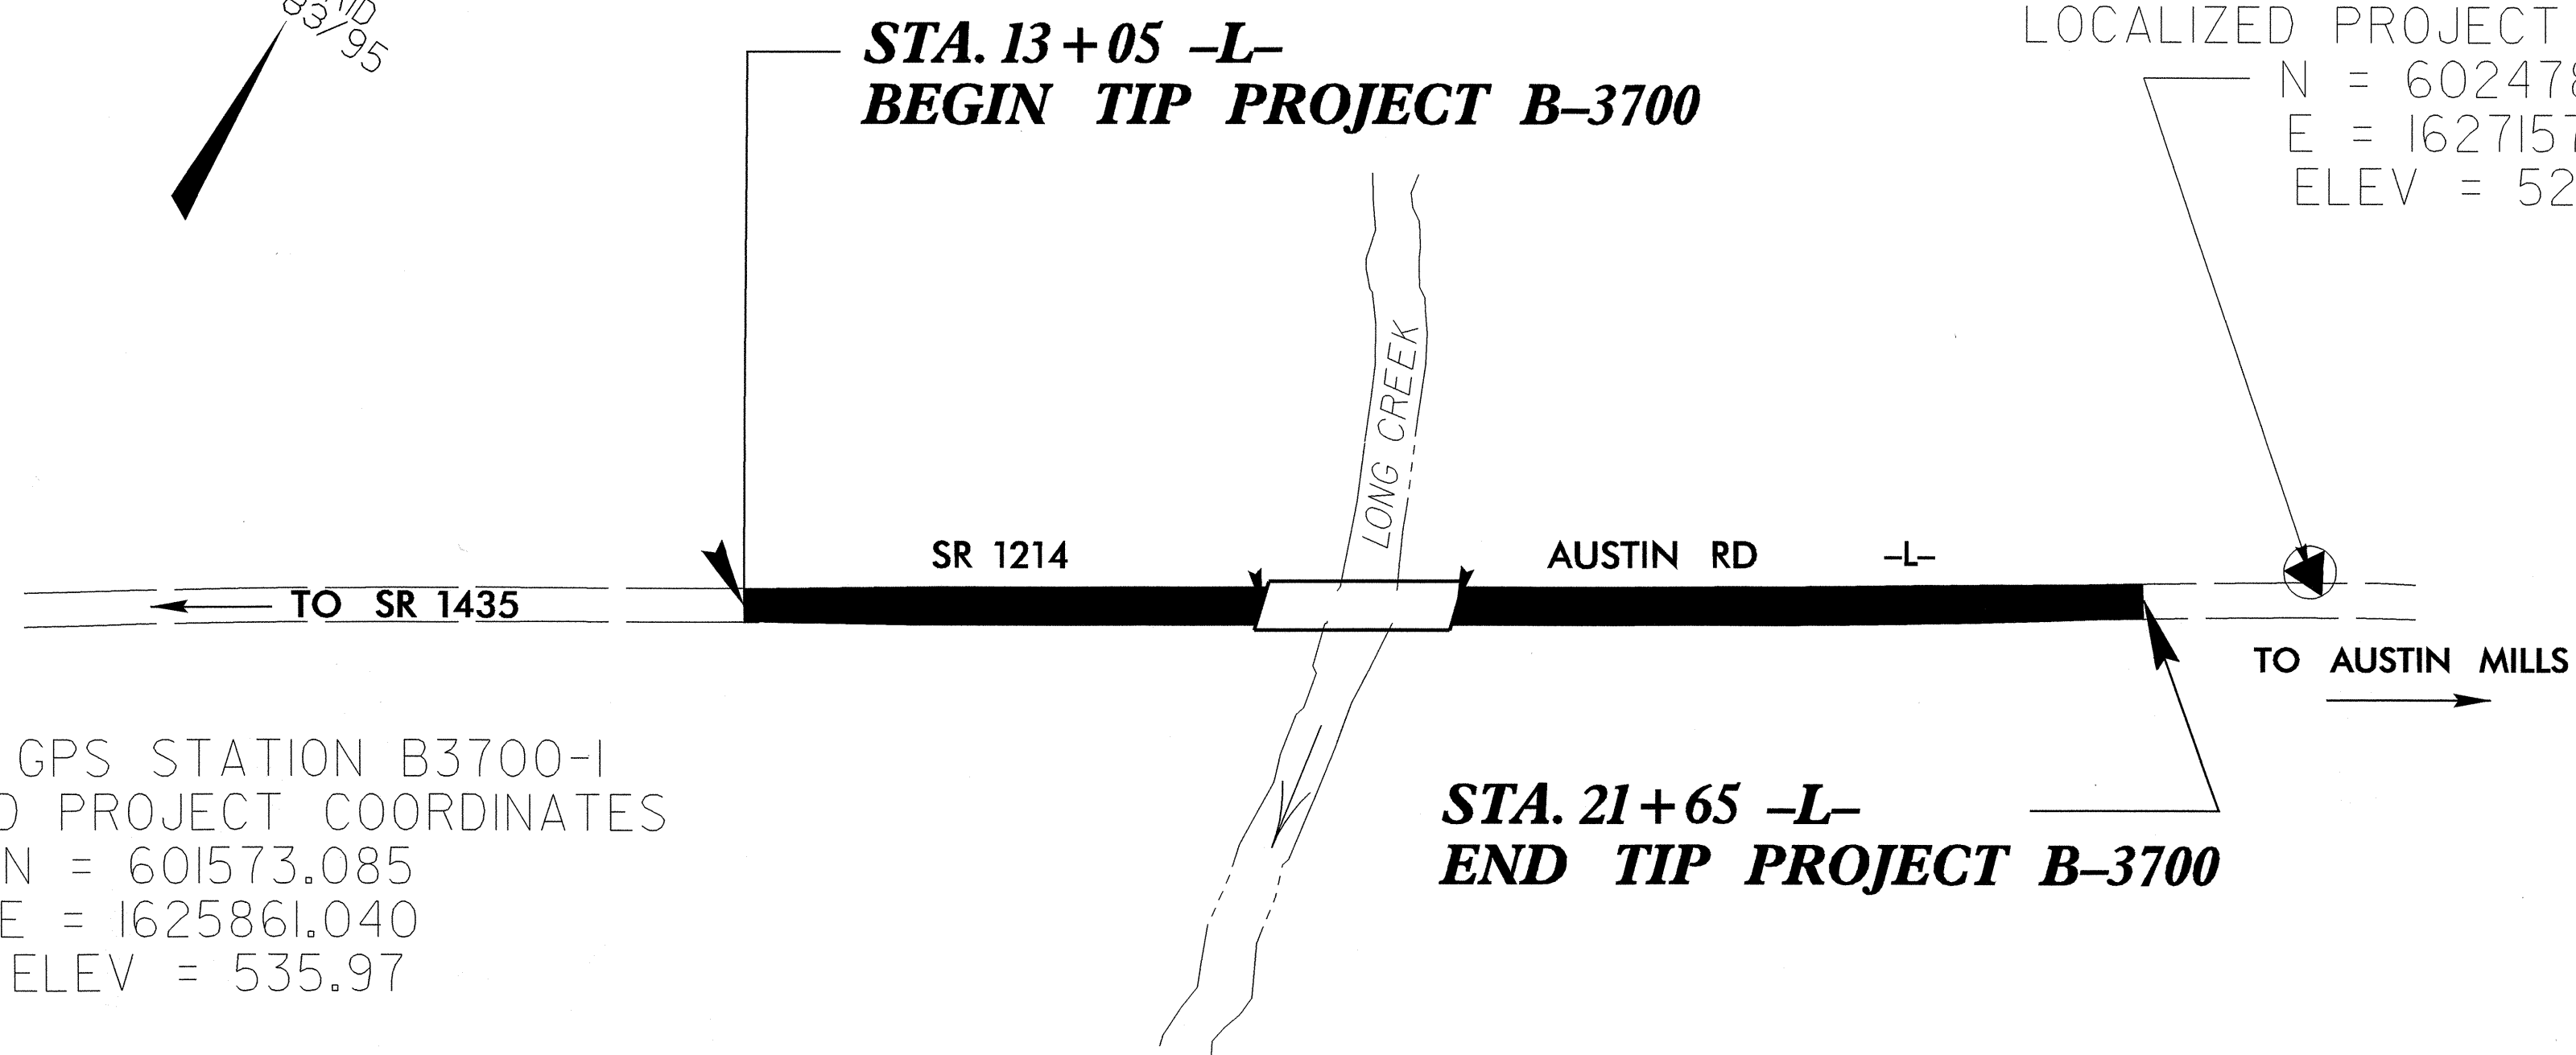 83/95
STA. 13+05 –L–
BEGIN TIP PROJECT B–3700
LOCALIZED PROJECT
N = 602478
E = 1627157
ELEV = 52
LONG CREEK
SR 1214
AUSTIN RD –L–
TO SR 1435
TO AUSTIN MILLS
GPS STATION B3700-1
PROJECT COORDINATES
N = 601573.085
E = 1625861.040
ELEV = 535.97
STA. 21+65 –L–
END TIP PROJECT B–3700